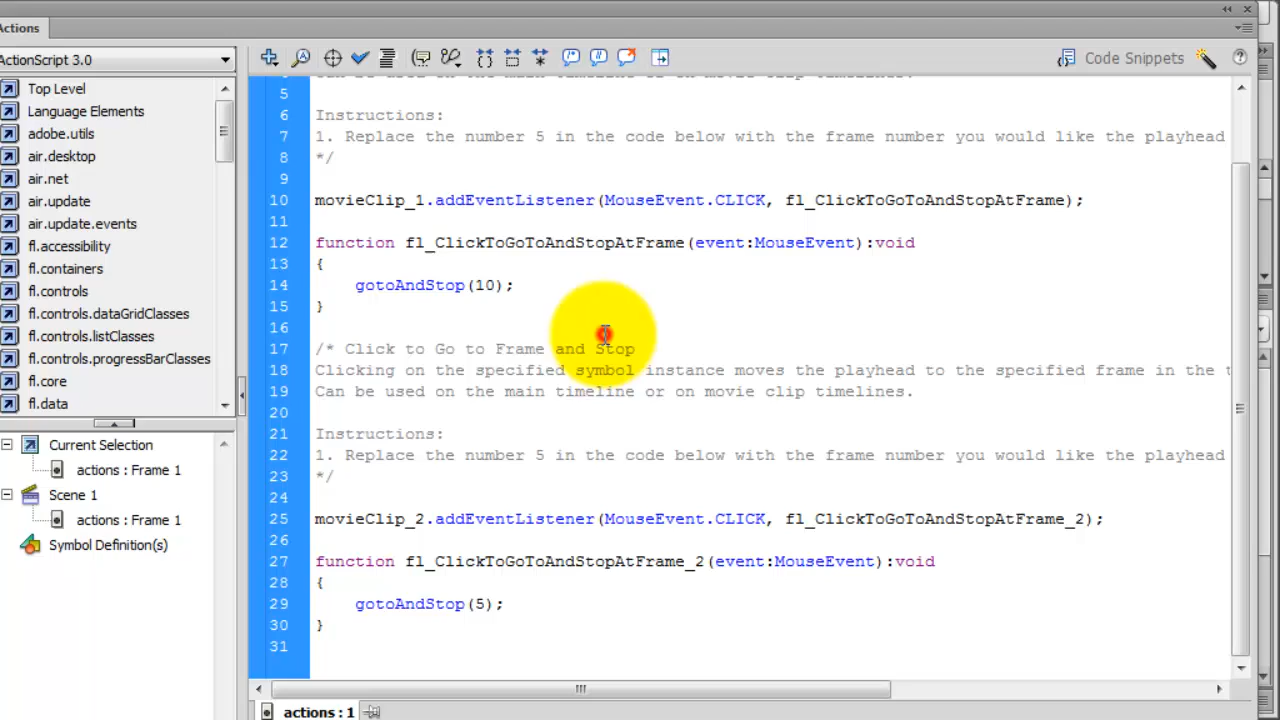 Actions
ActionScript 3.0
Code Snippets
Top Level
Language Elements
adobe.utils
air.desktop
air.net
air.update
air.update.events
fl.accessibility
fl.containers
fl.controls
fl.controls.dataGridClasses
fl.controls.listClasses
fl.controls.progressBarClasses
fl.core
fl.data
Current Selection
actions : Frame 1
Scene 1
actions : Frame 1
Symbol Definition(s)
5
6 Instructions:
7 1. Replace the number 5 in the code below with the frame number you would like the playhead
8 */
9
10 movieClip_1.addEventListener(MouseEvent.CLICK, fl_ClickToGoToAndStopAtFrame);
11
12 function fl_ClickToGoToAndStopAtFrame(event:MouseEvent):void
13 {
14 gotoAndStop(10);
15 }
16
17 /* Click to Go to Frame and Stop
18 Clicking on the specified symbol instance moves the playhead to the specified frame in the t
19 Can be used on the main timeline or on movie clip timelines.
20
21 Instructions:
22 1. Replace the number 5 in the code below with the frame number you would like the playhead
23 */
24
25 movieClip_2.addEventListener(MouseEvent.CLICK, fl_ClickToGoToAndStopAtFrame_2);
26
27 function fl_ClickToGoToAndStopAtFrame_2(event:MouseEvent):void
28 {
29 gotoAndStop(5);
30 }
31
actions : 1